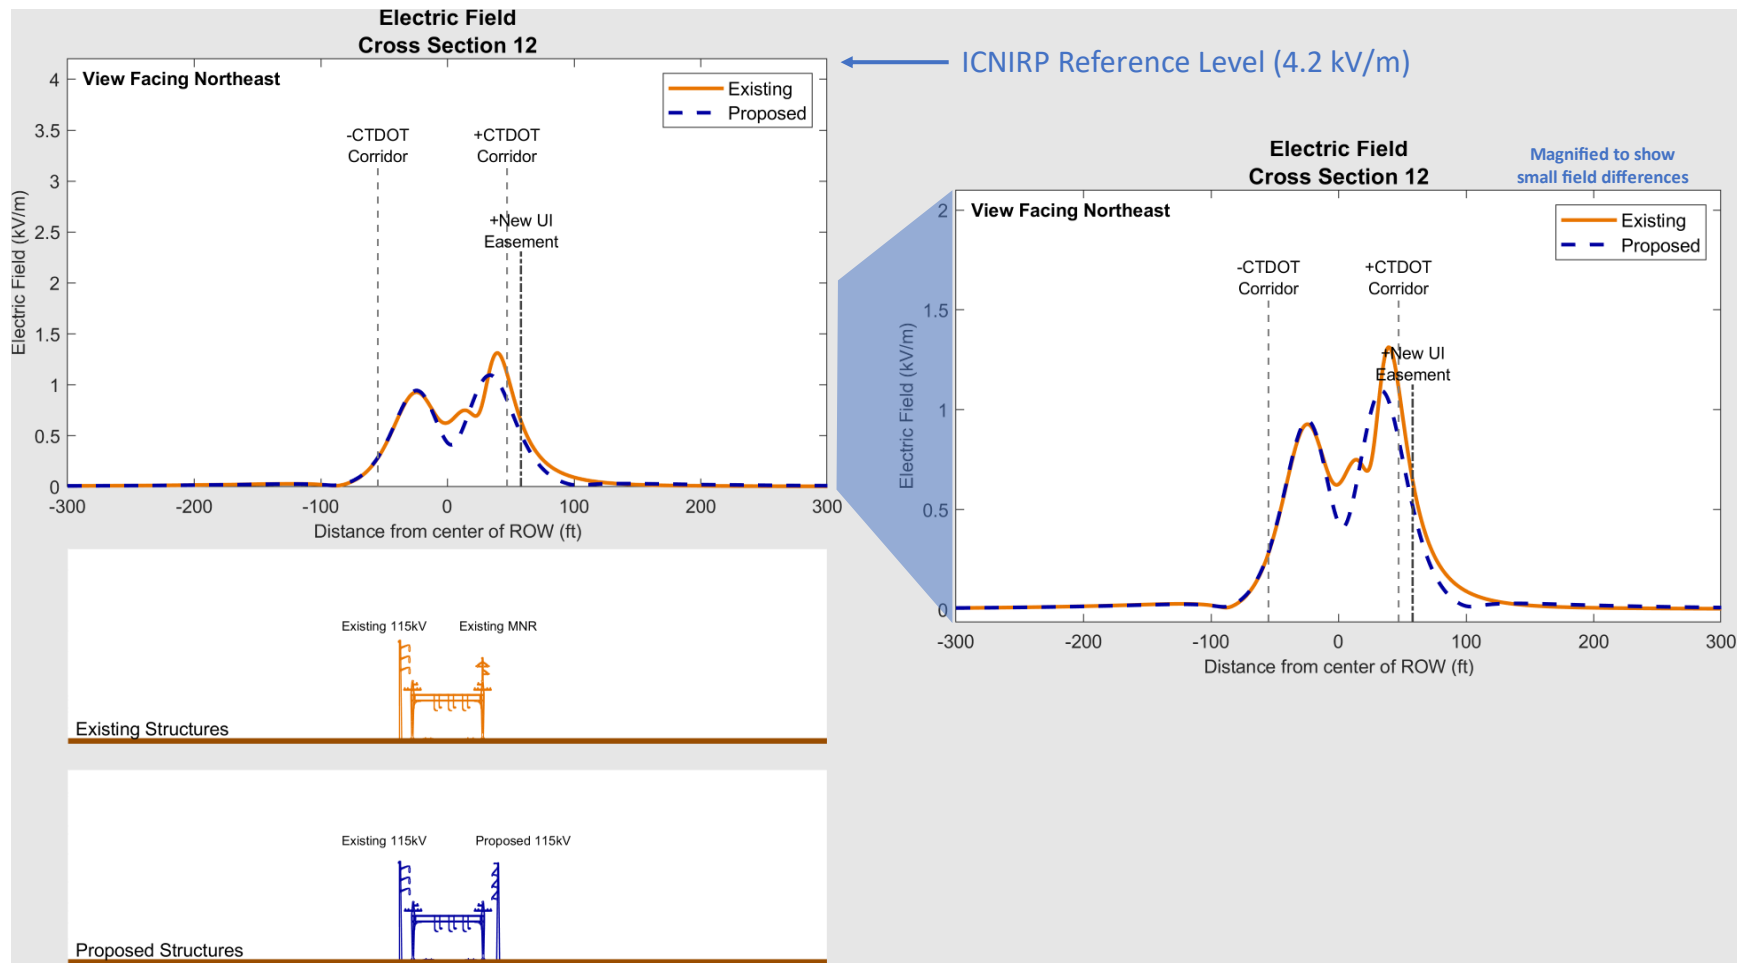 Electric Field
Cross Section 12
View Facing Northeast
Existing
Proposed
-CTDOT
Corridor
+CTDOT
Corridor
+New UI
Easement
4
3.5
3
2.5
2
1.5
1
0.5
0
Electric Field (kV/m)
-300
-200
-100
0
100
200
300
Distance from center of ROW (ft)
ICNIRP Reference Level (4.2 kV/m)
Electric Field
Cross Section 12
Magnified to show
small field differences
View Facing Northeast
Existing
Proposed
-CTDOT
Corridor
+CTDOT
Corridor
+New UI
Easement
2
1.5
1
0.5
0
Electric Field (kV/m)
-300
-200
-100
0
100
200
300
Distance from center of ROW (ft)
Existing 115kV
Existing MNR
Existing Structures
Existing 115kV
Proposed 115kV
Proposed Structures